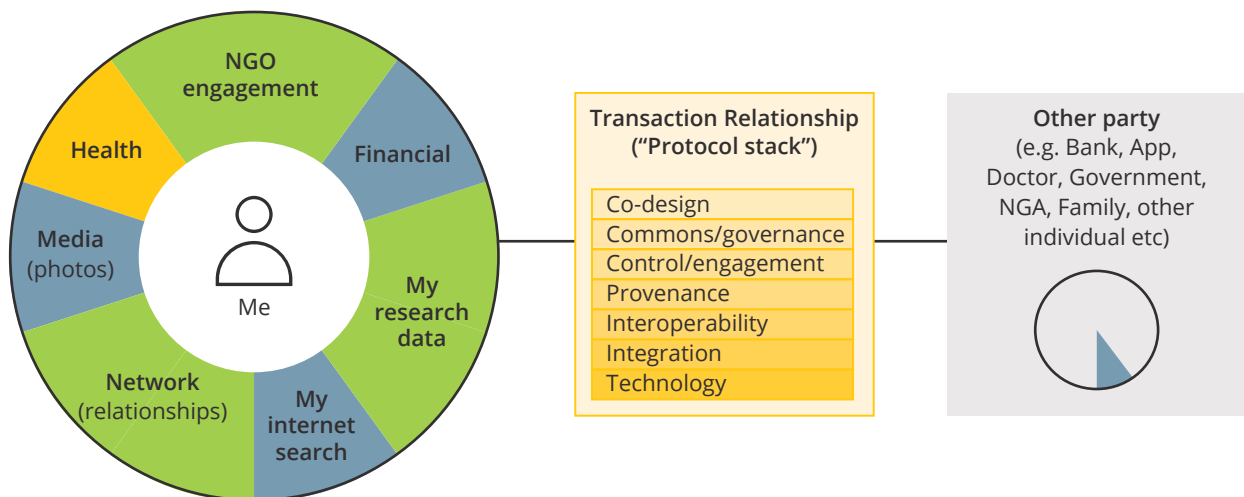 NGO
engagement
Financial
My
research
data
My
internet
search
Network
(relationships)
Media
(photos)
Health
Me
Transaction Relationship
(“Protocol stack”)
Co-design
Commons/governance
Control/engagement
Provenance
Interoperability
Integration
Technology
Other party
(e.g. Bank, App,
Doctor, Government,
NGA, Family, other
individual etc)